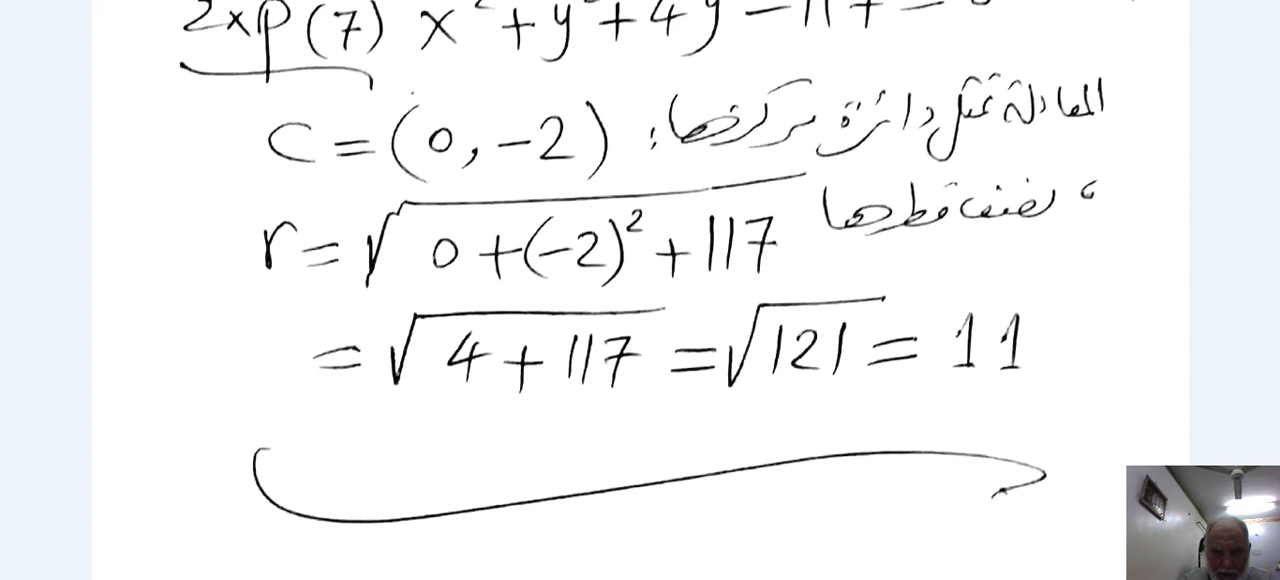 Exp(7) x²+y²+4y-117=0
المعادلة تمثل دائرة مركزها: C=(0,-2)
، نصف قطرها r=√0+(-2)²+117
=√4+117=√121=11